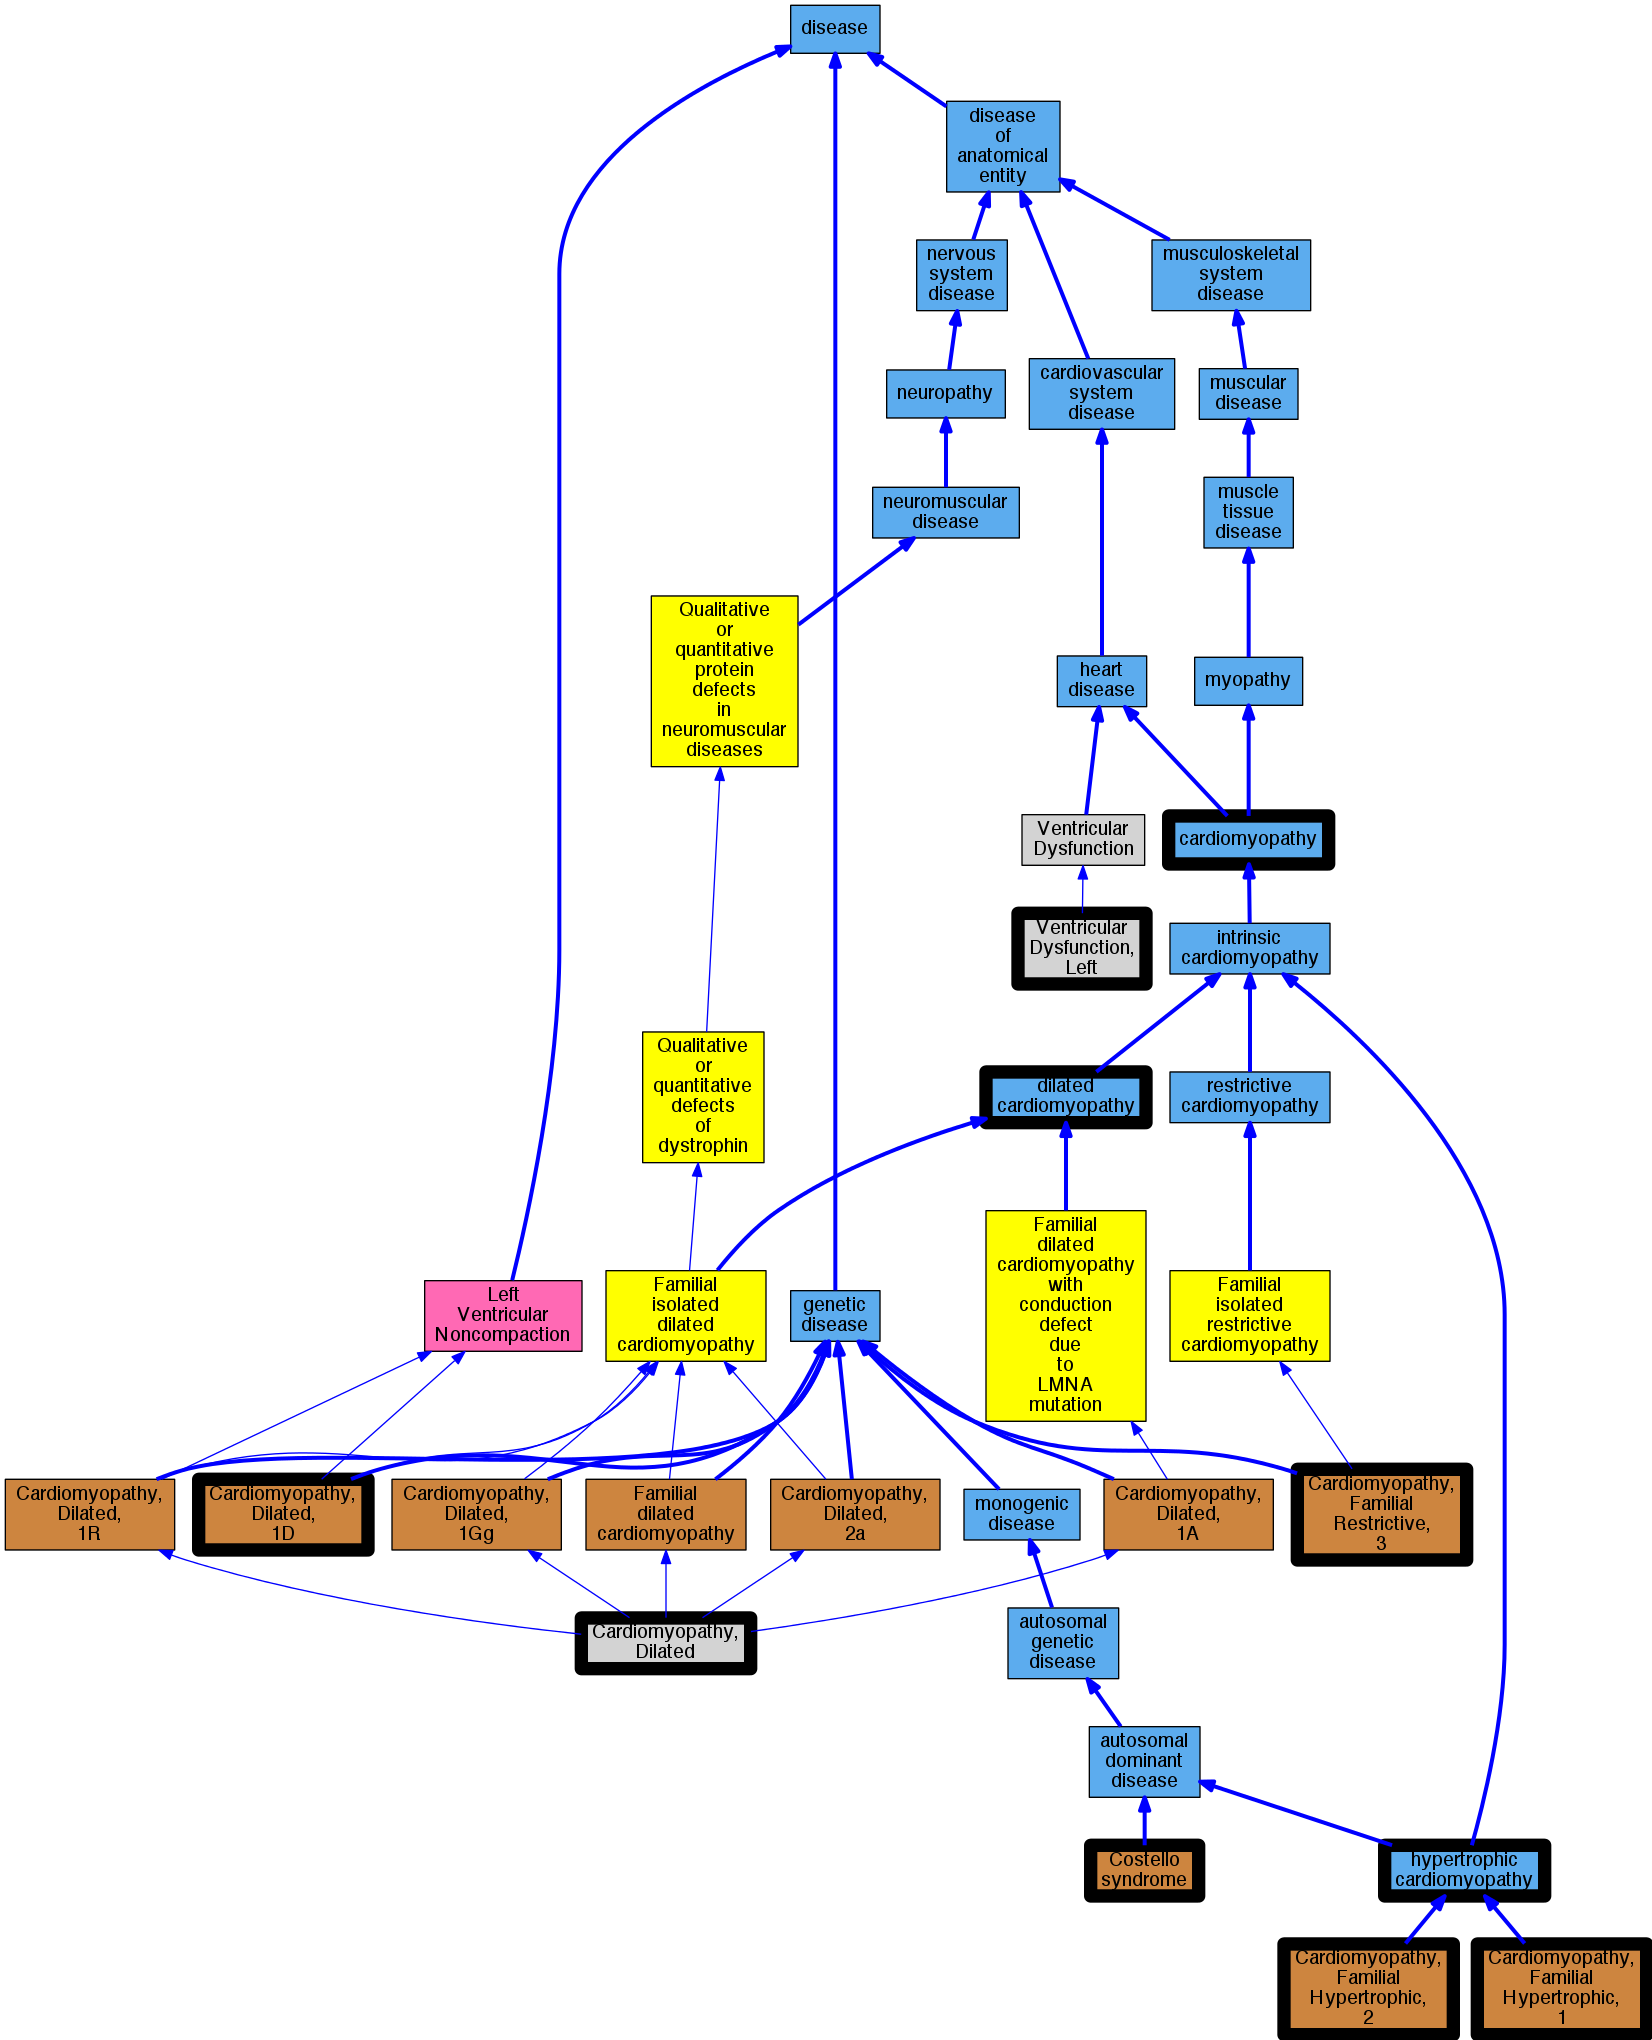 disease
disease
of
anatomical
entity
nervous
system
disease
musculoskeletal
system
disease
neuropathy
cardiovascular
system
disease
muscular
disease
neuromuscular
disease
muscle
tissue
disease
Qualitative
or
quantitative
protein
defects
in
neuromuscular
diseases
heart
disease
myopathy
Ventricular
Dysfunction
cardiomyopathy
Ventricular
Dysfunction,
Left
intrinsic
cardiomyopathy
Qualitative
or
quantitative
defects
of
dystrophin
dilated
cardiomyopathy
restrictive
cardiomyopathy
Left
Ventricular
Noncompaction
Familial
isolated
dilated
cardiomyopathy
genetic
disease
Familial
dilated
cardiomyopathy
with
conduction
defect
due
to
LMNA
mutation
Familial
isolated
restrictive
cardiomyopathy
Cardiomyopathy,
Dilated,
1R
Cardiomyopathy,
Dilated,
1D
Cardiomyopathy,
Dilated,
1Gg
Familial
dilated
cardiomyopathy
Cardiomyopathy,
Dilated,
2a
monogenic
disease
Cardiomyopathy,
Dilated,
1A
Cardiomyopathy,
Familial
Restrictive,
3
Cardiomyopathy,
Dilated
autosomal
genetic
disease
autosomal
dominant
disease
Costello
syndrome
hypertrophic
cardiomyopathy
Cardiomyopathy,
Familial
Hypertrophic,
2
Cardiomyopathy,
Familial
Hypertrophic,
1